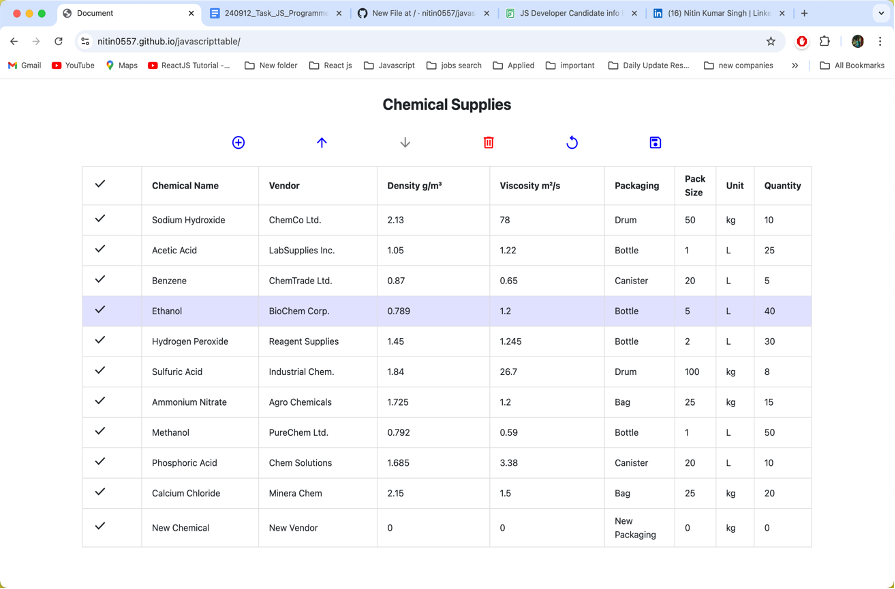 Document
240912_Task_JS_Programmi
New File at / · nitin0557/javas
JS Developer Candidate info
(16) Nitin Kumar Singh | Linke
nitin0557.github.io/javascripttable/
Gmail
YouTube
Maps
ReactJS Tutorial -...
New folder
React js
Javascript
jobs search
Applied
important
Daily Update Res...
new companies
»
All Bookmarks
Chemical Supplies
Chemical Name Vendor Density g/m³ Viscosity m²/s Packaging Pack Size Unit Quantity
Sodium Hydroxide ChemCo Ltd. 2.13 78 Drum 50 kg 10
Acetic Acid LabSupplies Inc. 1.05 1.22 Bottle 1 L 25
Benzene ChemTrade Ltd. 0.87 0.65 Canister 20 L 5
Ethanol BioChem Corp. 0.789 1.2 Bottle 5 L 40
Hydrogen Peroxide Reagent Supplies 1.45 1.245 Bottle 2 L 30
Sulfuric Acid Industrial Chem. 1.84 26.7 Drum 100 kg 8
Ammonium Nitrate Agro Chemicals 1.725 1.2 Bag 25 kg 15
Methanol PureChem Ltd. 0.792 0.59 Bottle 1 L 50
Phosphoric Acid Chem Solutions 1.685 3.38 Canister 20 L 10
Calcium Chloride Minera Chem 2.15 1.5 Bag 25 kg 20
New Chemical New Vendor 0 0 New Packaging 0 kg 0